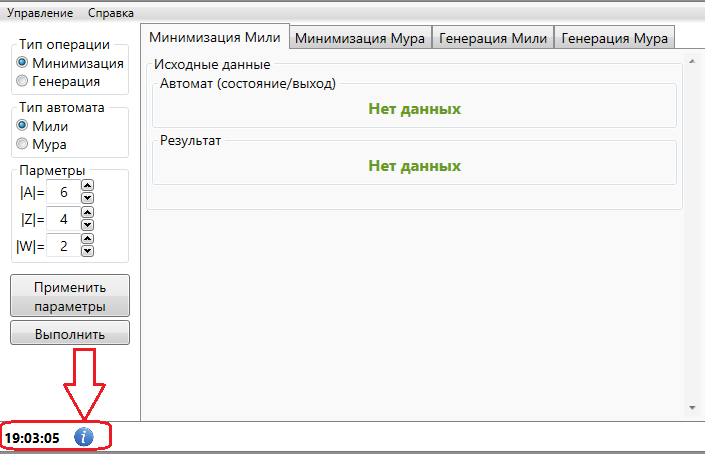 Управление Справка
Тип операции
Минимизация
Генерация
Тип автомата
Мили
Мура
Парметры
|A|= 6
|Z|= 4
|W|= 2
Применить
параметры
Выполнить
Минимизация Мили Минимизация Мура Генерация Мили Генерация Мура
Исходные данные
Автомат (состояние/выход)
Нет данных
Результат
Нет данных
19:03:05 i